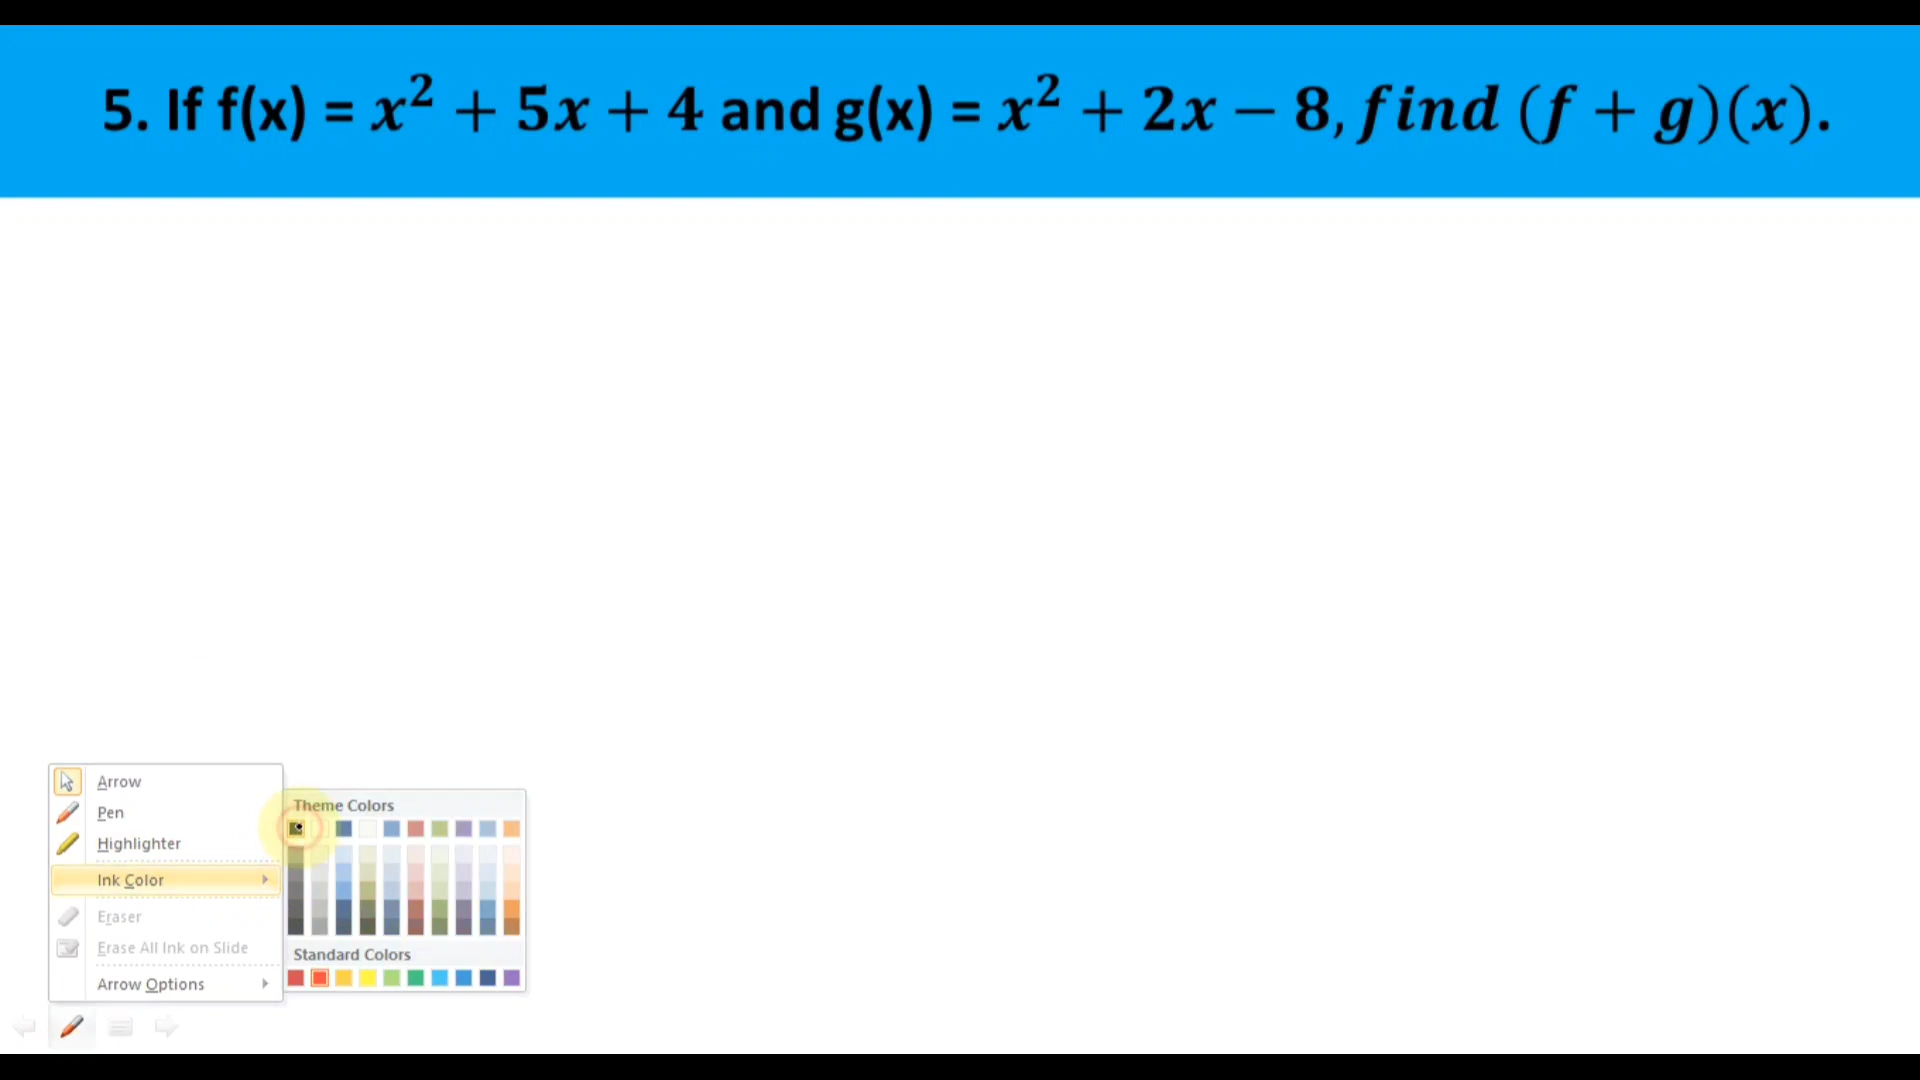 5. If f(x) = x² + 5x + 4 and g(x) = x² + 2x − 8, find (f + g)(x).
Arrow
Pen
Highlighter
Ink Color
Eraser
Erase All Ink on Slide
Arrow Options
Theme Colors
Standard Colors